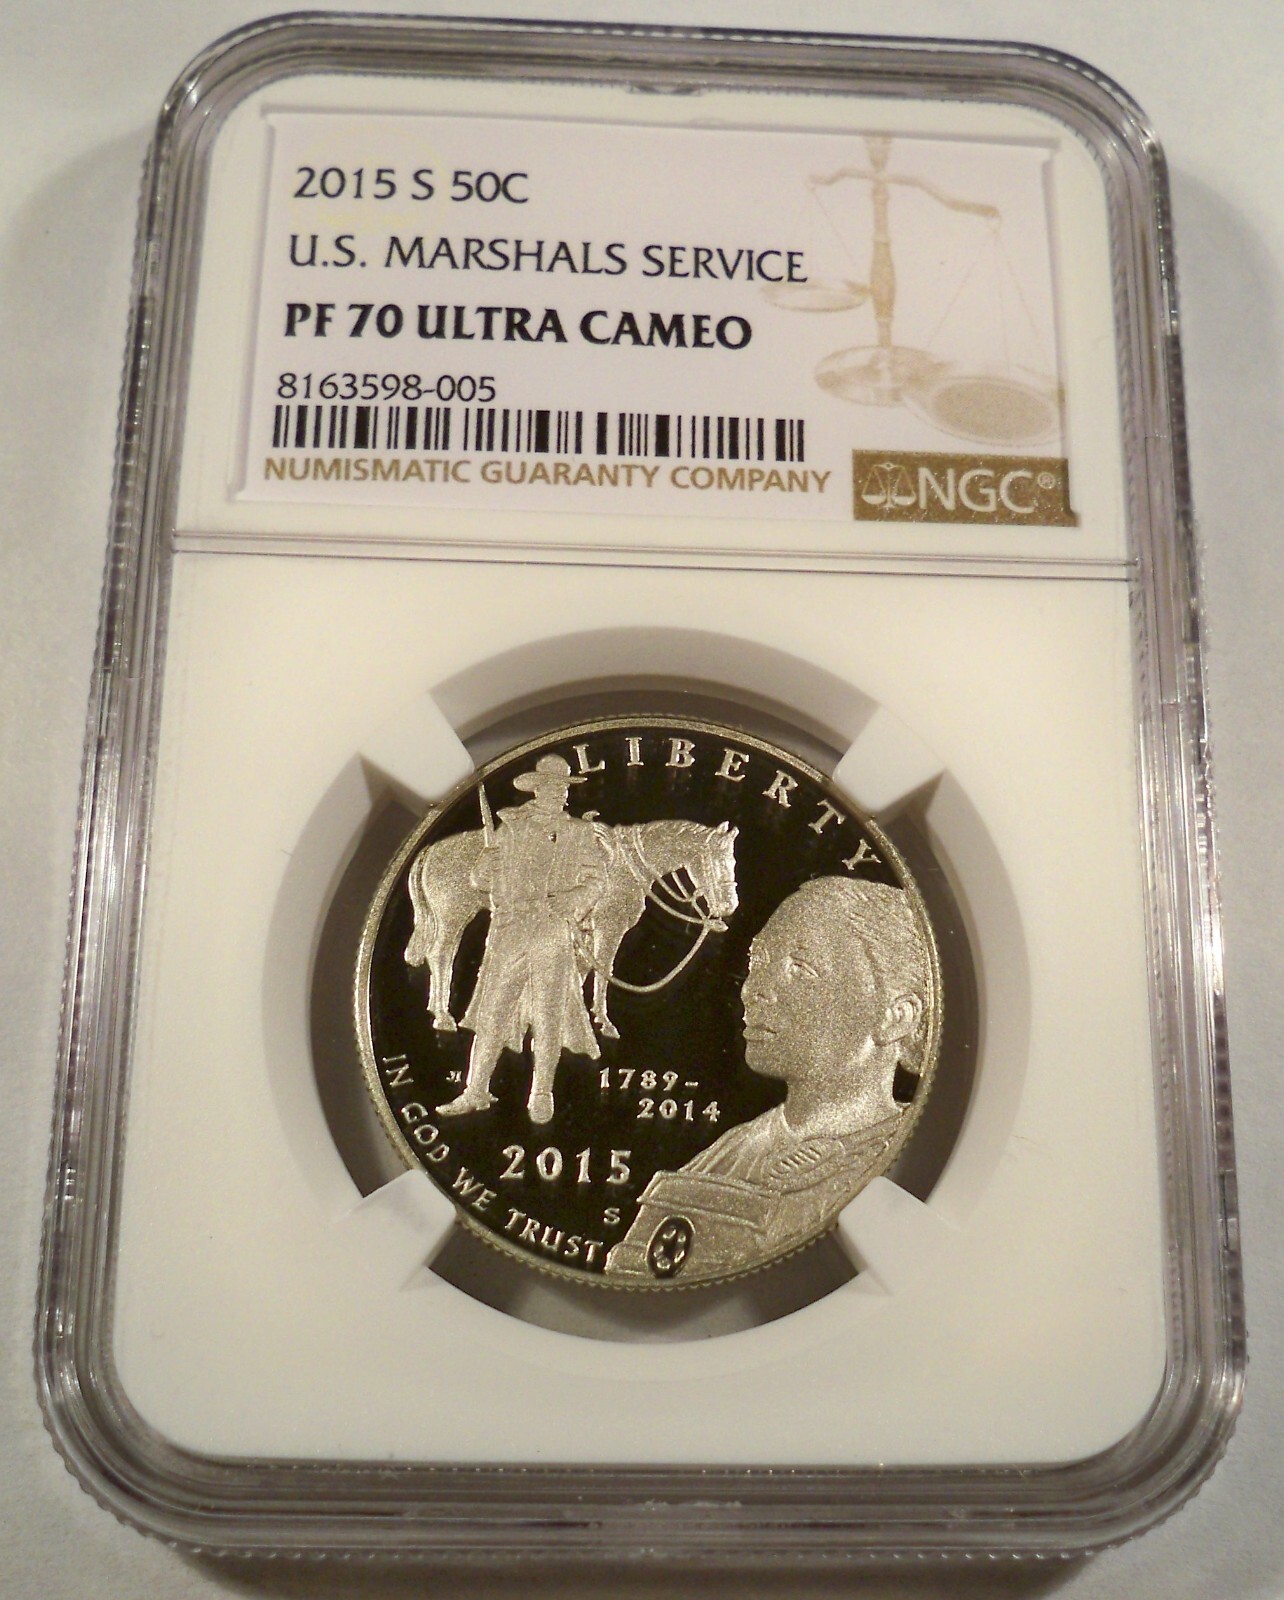 2015 S 50C
U.S. MARSHALS SERVICE
PF 70 ULTRA CAMEO
8163598-005
NUMISMATIC GUARANTY COMPANY
NGC®
LIBERTY
1789-
2014
2015
S
IN GOD WE TRUST